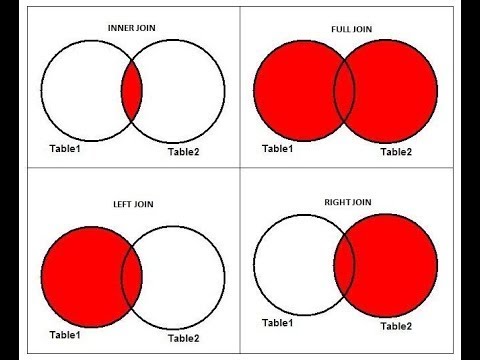 INNER JOIN
Table1
Table2
FULL JOIN
Table1
Table2
LEFT JOIN
Table1
Table2
RIGHT JOIN
Table1
Table2